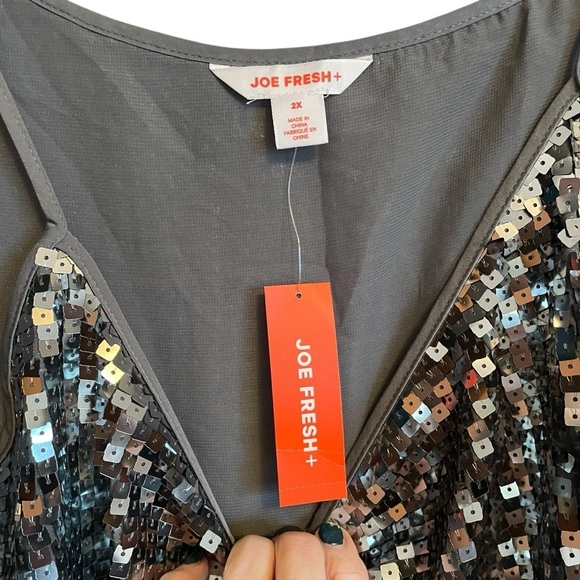 JOE FRESH+
2X
MADE IN
CHINA
FABRIQUÉ EN
CHINE
JOE FRESH+